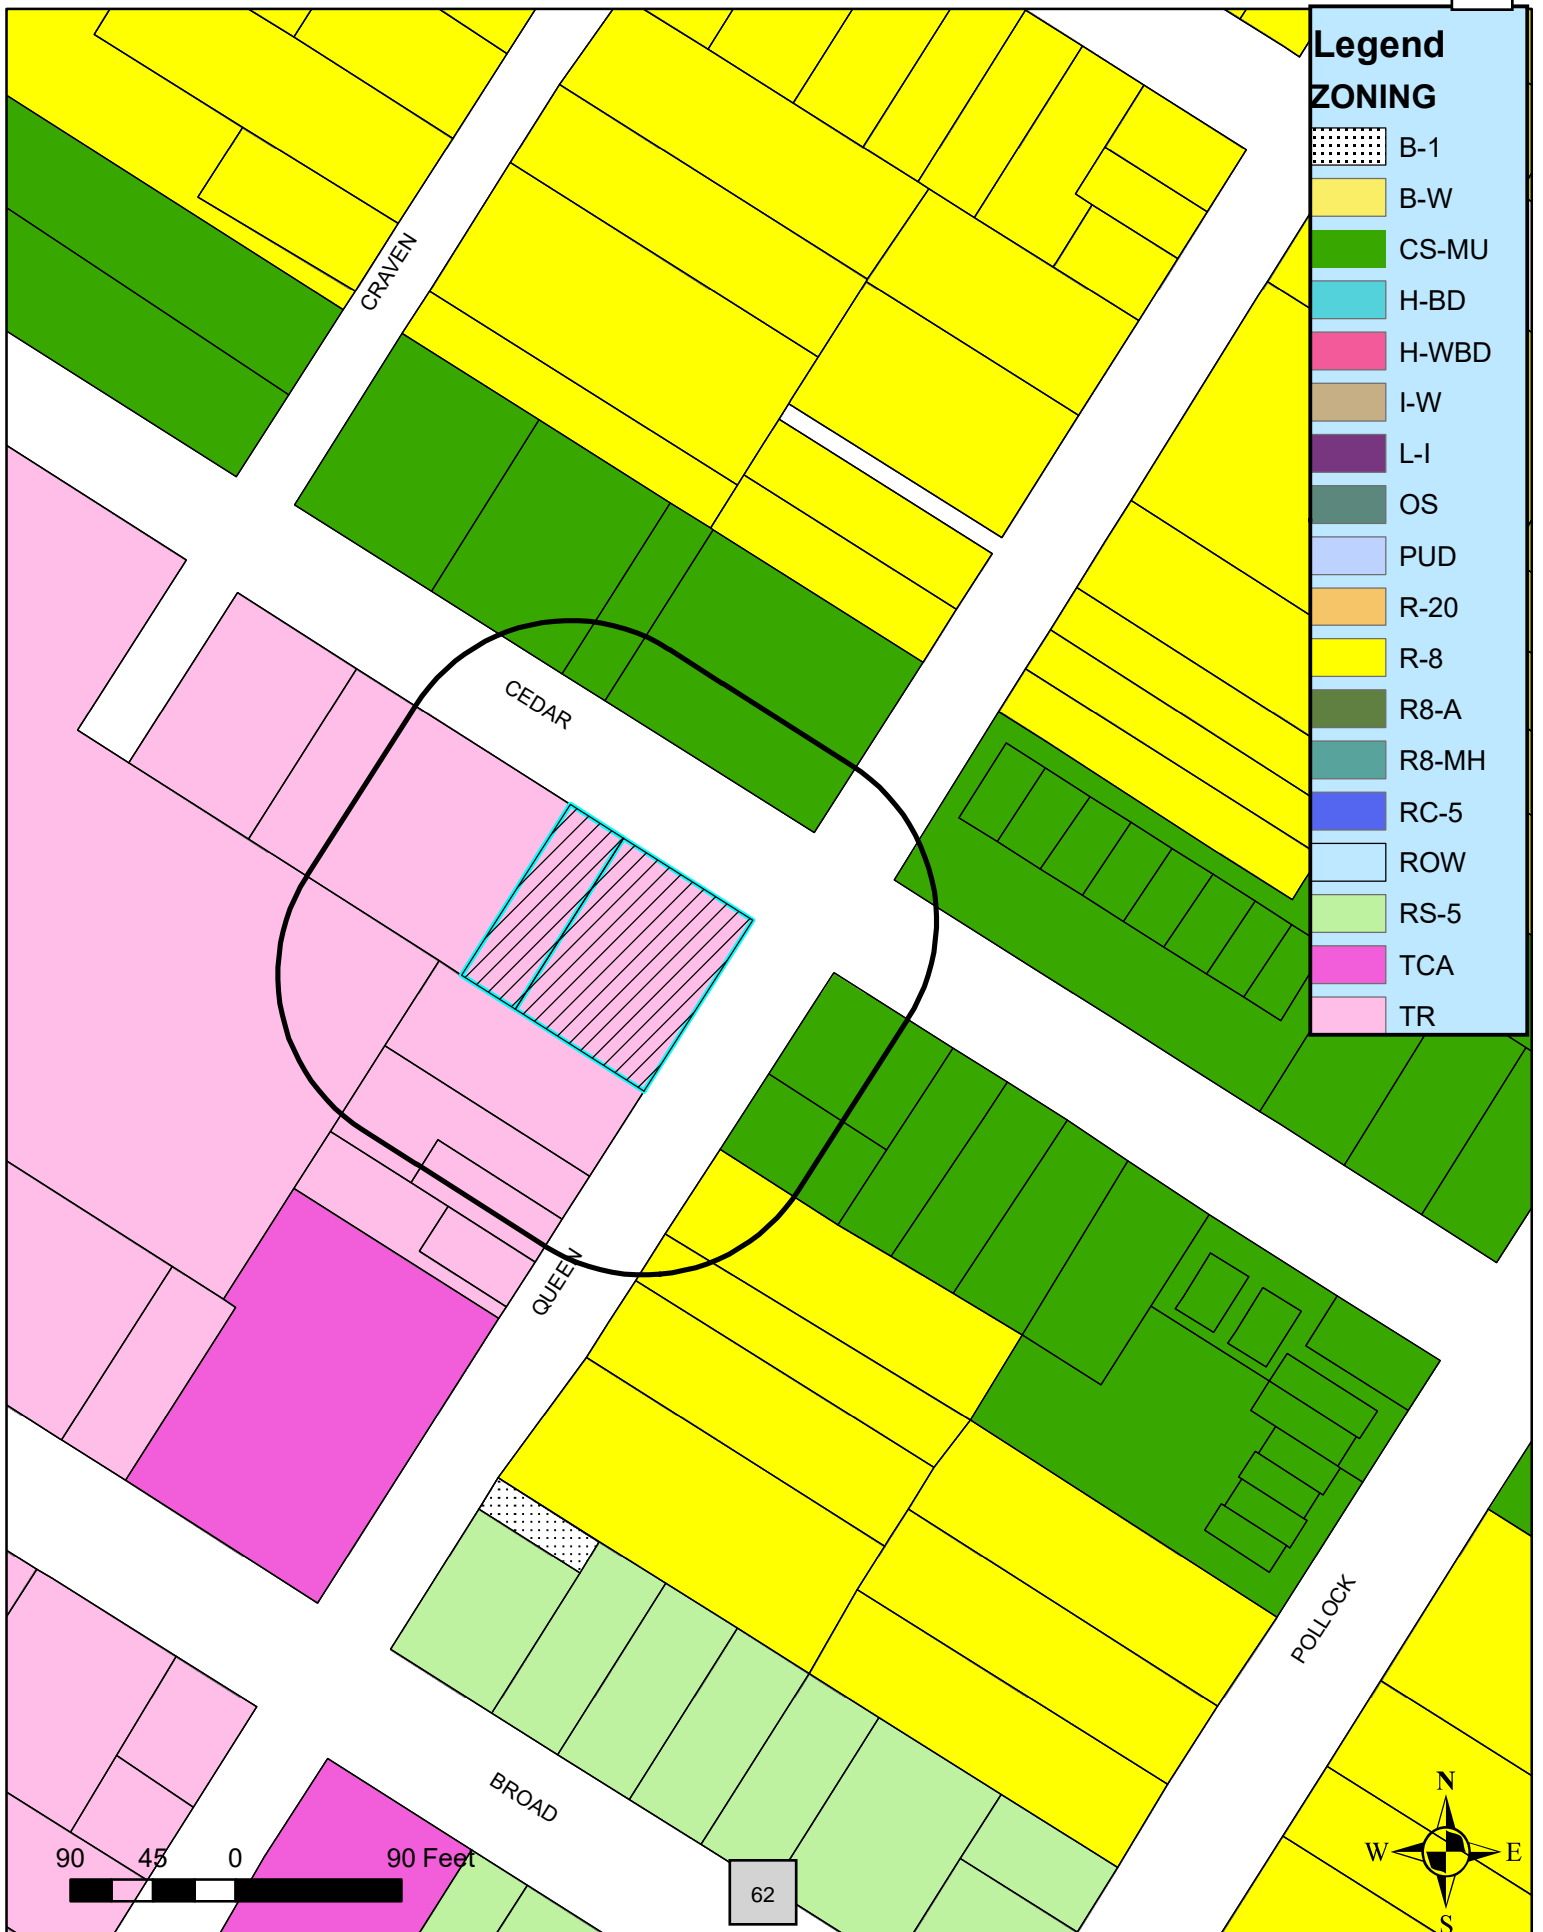 Legend
ZONING
B-1
B-W
CS-MU
H-BD
H-WBD
I-W
L-I
OS
PUD
R-20
R-8
R8-A
R8-MH
RC-5
ROW
RS-5
TCA
TR
CRAVEN
CEDAR
QUEEN
POLLOCK
BROAD
N
W E
S
90 45 0 90 Feet
62